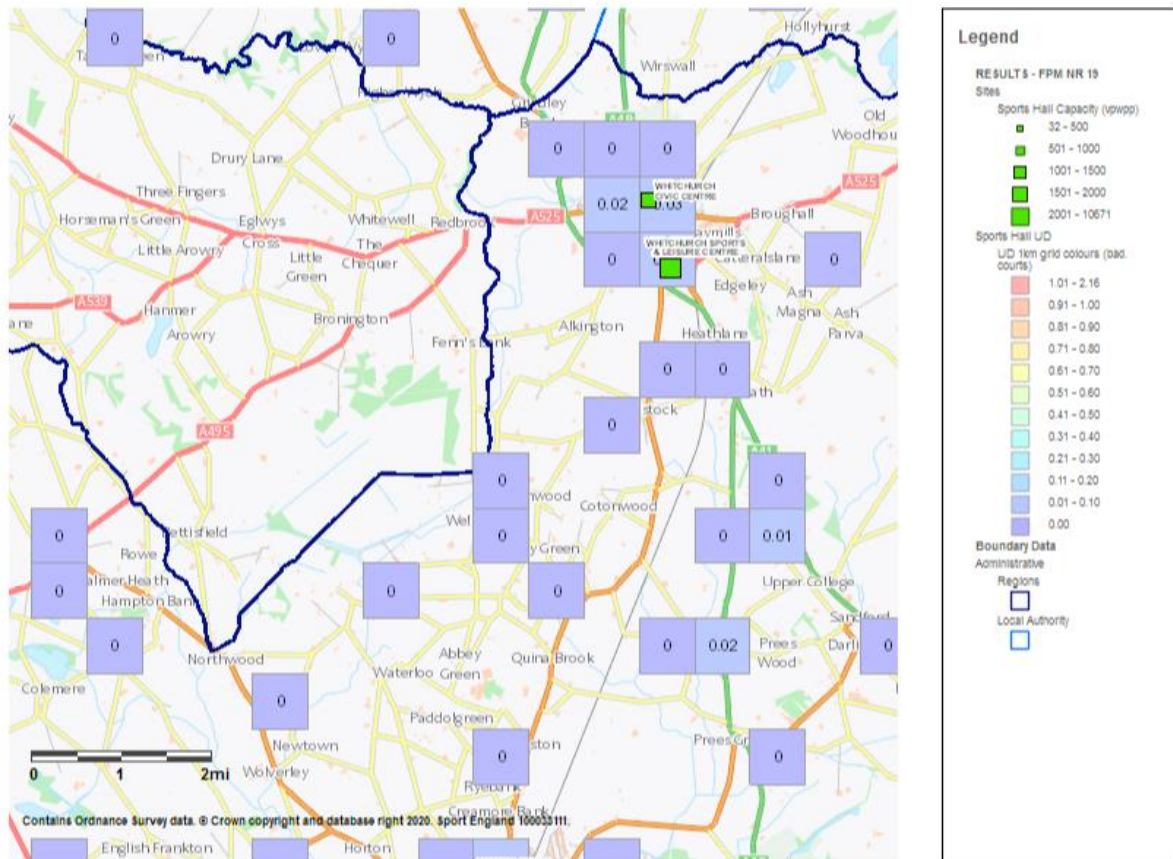 0
0
Hollyhurst
Wirswall
Drury Lane
Three Fingers
Horseman's Green
Eglwys
Cross
Whitewell
Redbrook
Little Arowry
Little
Green
The
Chequer
A525
A525
0
0
0
WHITCHURCH
CIVIC CENTRE
0.02
0.03
Broughall
WHITCHURCH SPORTS
& LEISURE CENTRE
0
0
Edgeley
Ash
Magna
Ash
Parva
A539
Hanmer
Arowry
Bronington
Fenn's Bank
Alkington
Heathlane
0
0
0
A495
A41
0
0
Cotonwood
0
0
0.01
0
Rowe
0
Hampton Bank
0
0
Upper College
0
Northwood
Colemere
Abbey
Green
Waterloo
Quina Brook
0
0.02
Prees
Wood
0
0
Paddolgreen
Newtown
Wolverley
0
0
Ryebank
Creamore Bank
0 1 2mi
Contains Ordnance Survey data. © Crown copyright and database right 2020. Sport England 100033111.
English Frankton
Horton
Legend
RESULTS - FPM NR 19
Sites
Sports Hall Capacity (vpwpp)
32 - 500
501 - 1000
1001 - 1500
1501 - 2000
2001 - 10671
Sports Hall UD
UD 1km grid colours (bad.
courts)
1.01 - 2.16
0.91 - 1.00
0.81 - 0.90
0.71 - 0.80
0.61 - 0.70
0.51 - 0.60
0.41 - 0.50
0.31 - 0.40
0.21 - 0.30
0.11 - 0.20
0.01 - 0.10
0.00
Boundary Data
Administrative
Regions
Local Authority